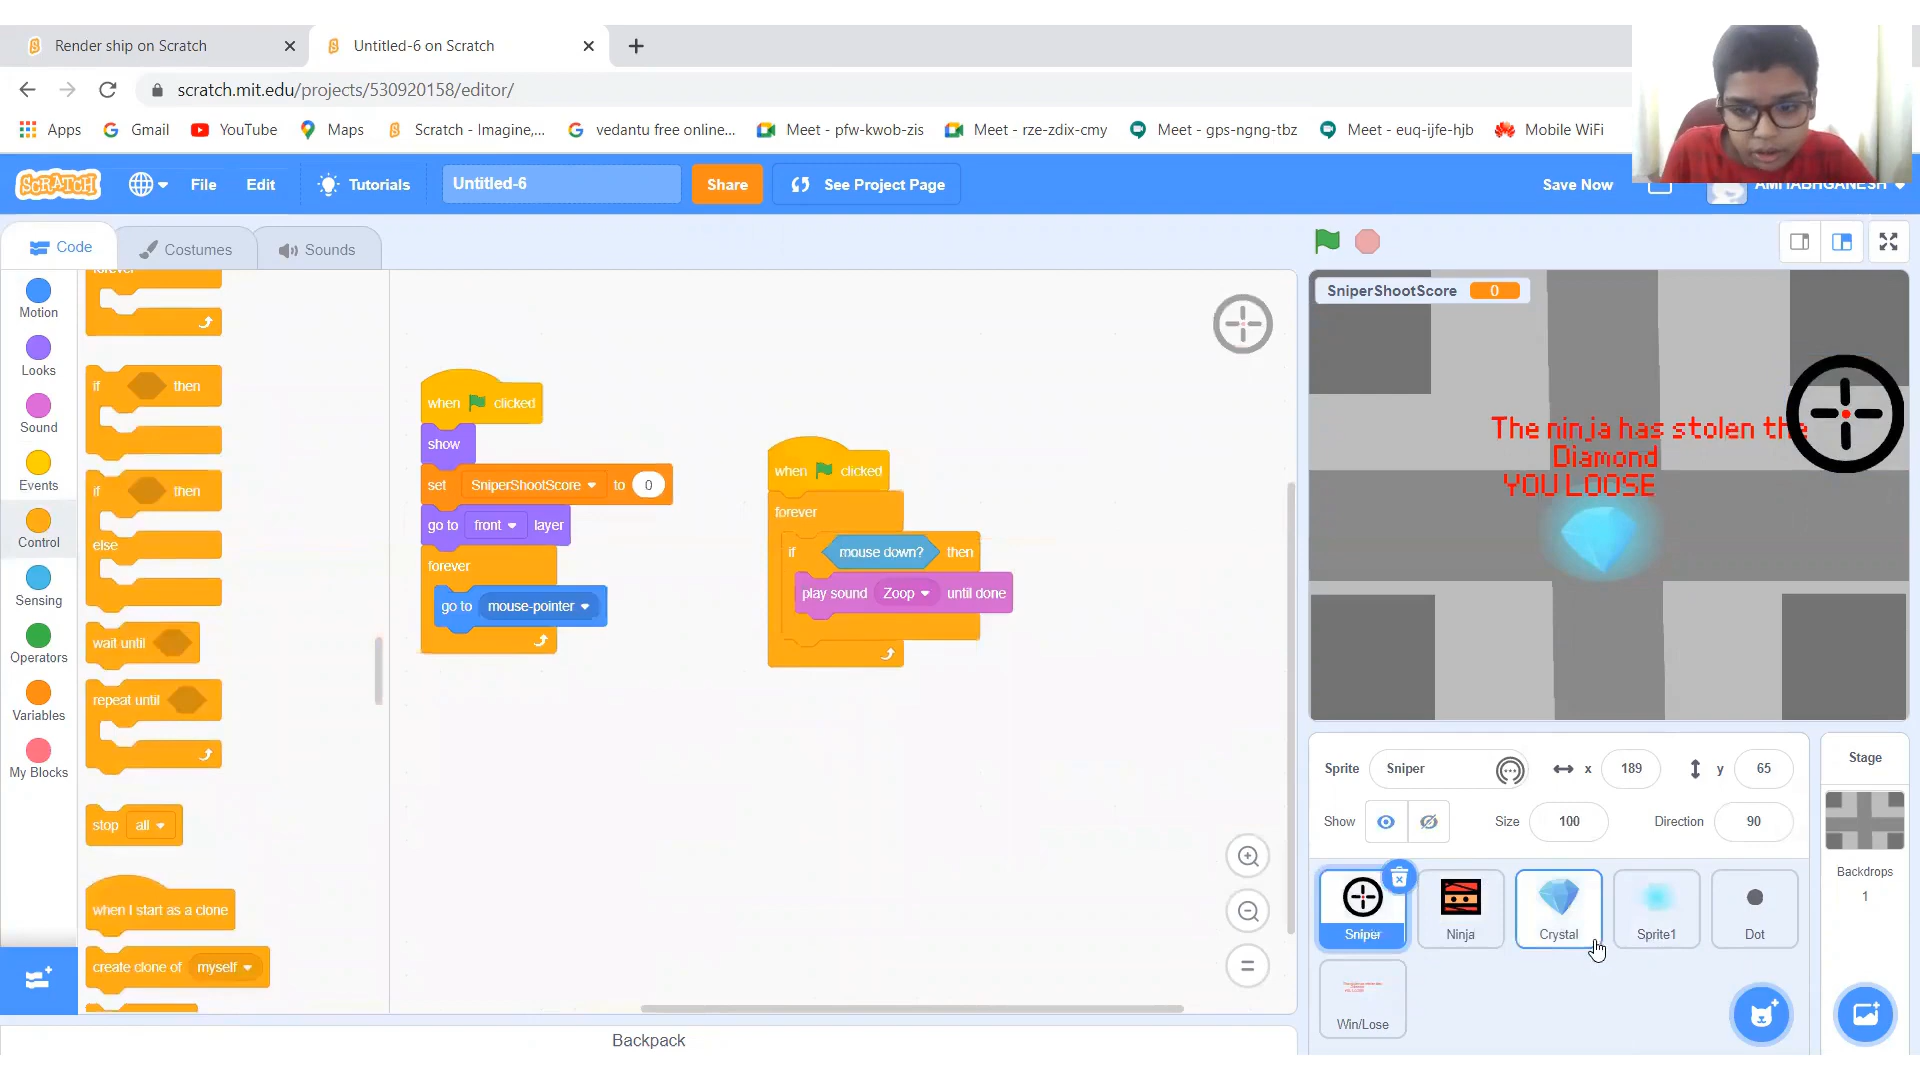 Render ship on Scratch
Untitled-6 on Scratch
scratch.mit.edu/projects/530920158/editor/
Apps Gmail YouTube Maps Scratch - Imagine,... vedantu free online... Meet - pfw-kwob-zis Meet - rze-zdix-cmy Meet - gps-ngng-tbz Meet - euq-ijfe-hjb Mobile WiFi
SCRATCH File Edit Tutorials Untitled-6 Share See Project Page Save Now AMITABHGANESH
Code Costumes Sounds
Motion
Looks
Sound
Events
Control
Sensing
Operators
Variables
My Blocks
forever
if then
if then
else
wait until
repeat until
stop all
when I start as a clone
create clone of myself
when clicked
show
set SniperShootScore to 0
go to front layer
forever
go to mouse-pointer
when clicked
forever
if mouse down? then
play sound Zoop until done
SniperShootScore 0
The ninja has stolen the
Diamond
YOU LOOSE
Sprite Sniper x 189 y 65
Show Size 100 Direction 90
Sniper Ninja Crystal Sprite1 Dot
Win/Lose
Stage
Backdrops
1
Backpack